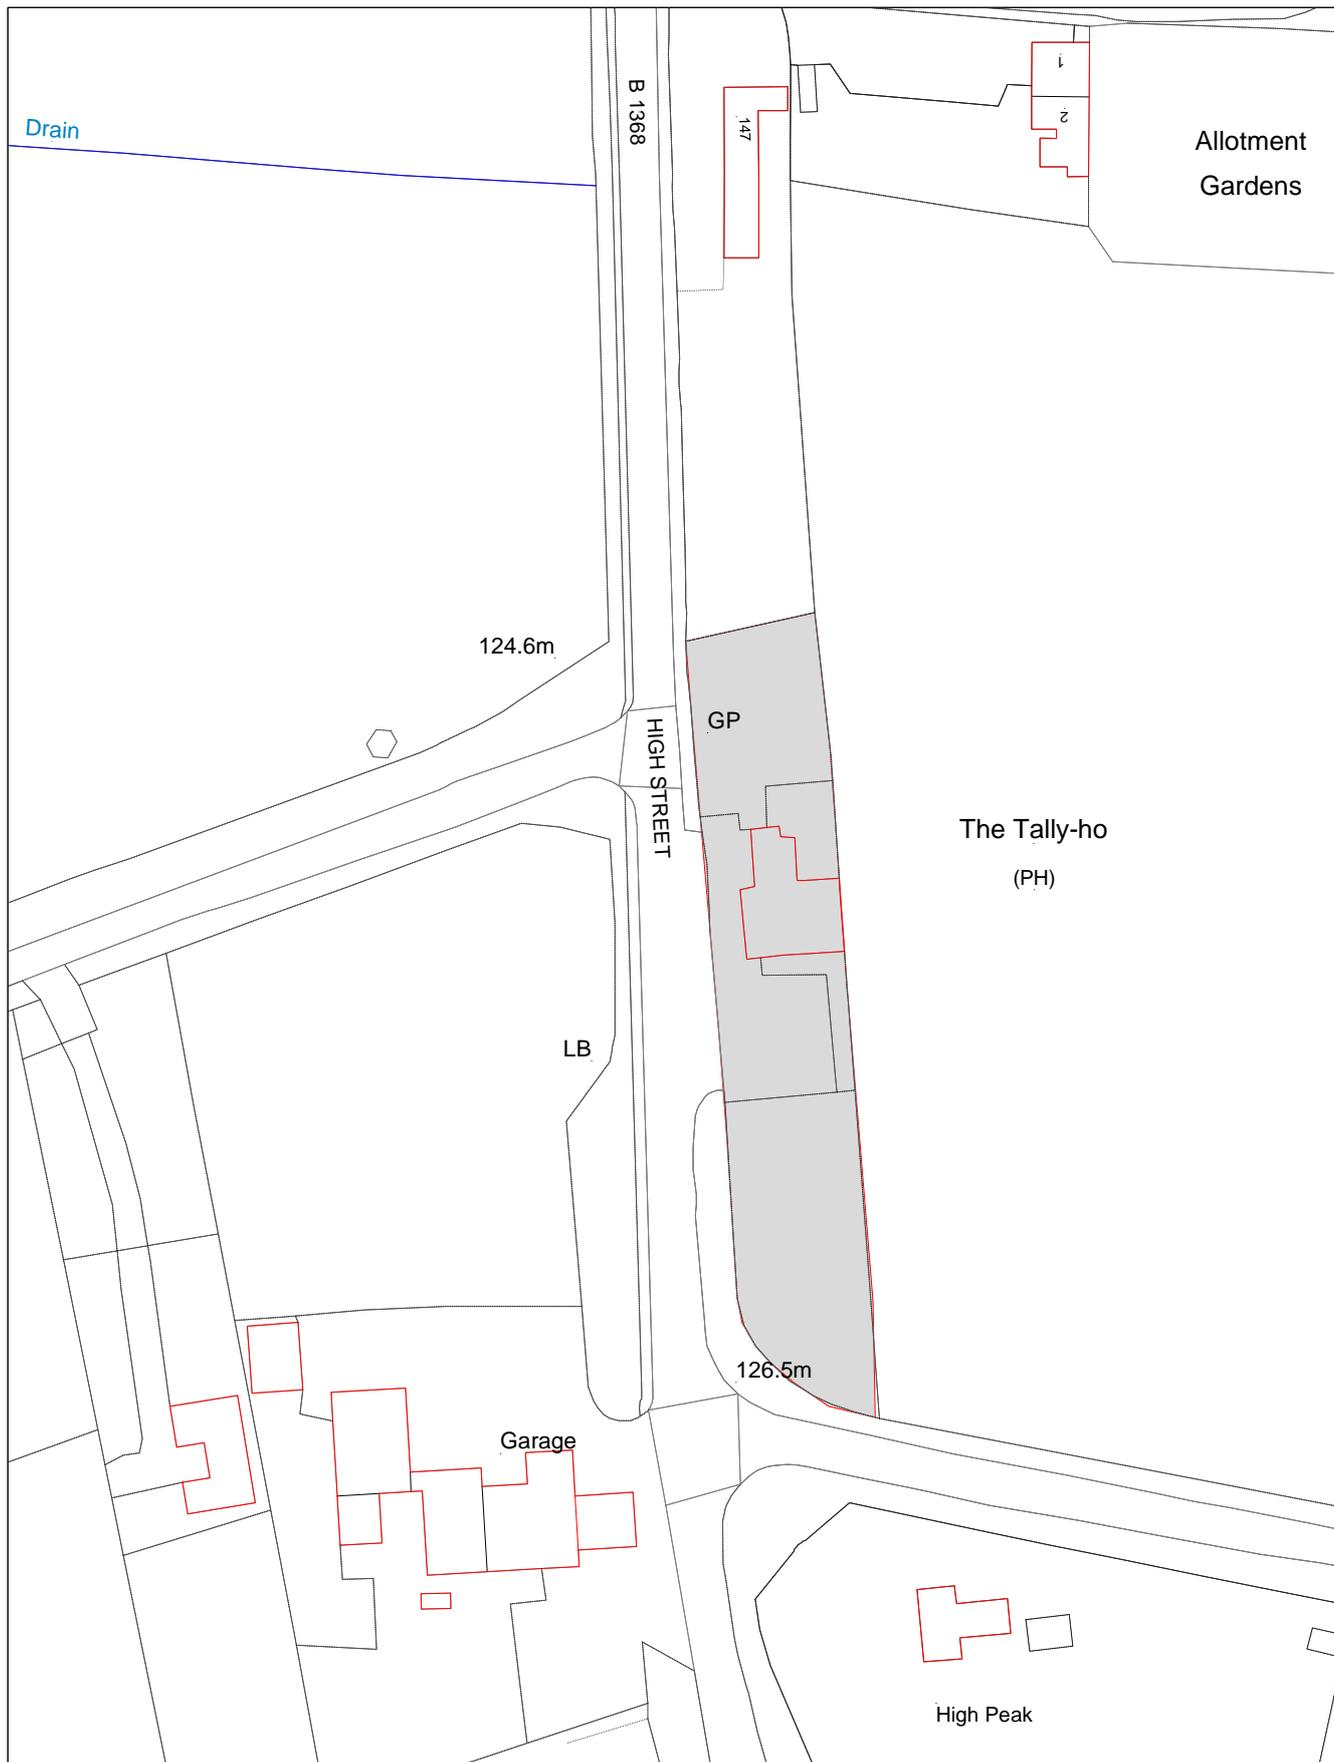 1
B 1368
Drain
147
2
Allotment
Gardens
124.6m
GP
HIGH STREET
The Tally-ho
(PH)
LB
126.5m
Garage
High Peak